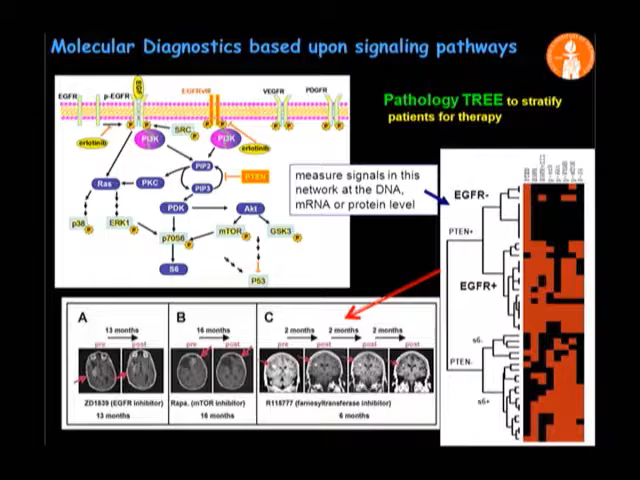 Molecular Diagnostics based upon signaling pathways
EGFR
p-EGFR
EGF
EGFRvIII
VEGFR
PDGFR
P
P
P
P
P
P
P
P
erlotinib
PI3K
SRC
P
PI3K
erlotinib
PIP2
PTEN
Ras
PKC
PIP3
PDK
Akt
P
p38
P
ERK1
P
p70S6
P
mTOR
P
GSK3
P
S6
P53
P
Pathology TREE to stratify
patients for therapy
measure signals in this
network at the DNA,
mRNA or protein level
EGFR-
PTEN+
EGFR+
s6-
PTEN-
s6+
A
13 months
pre
post
ZD1839 (EGFR inhibitor)
13 months
B
16 months
pre
post
Rapa. (mTOR inhibitor)
16 months
C
2 months
2 months
2 months
pre
post
post
post
R115777 (farnesyltransferase inhibitor)
6 months